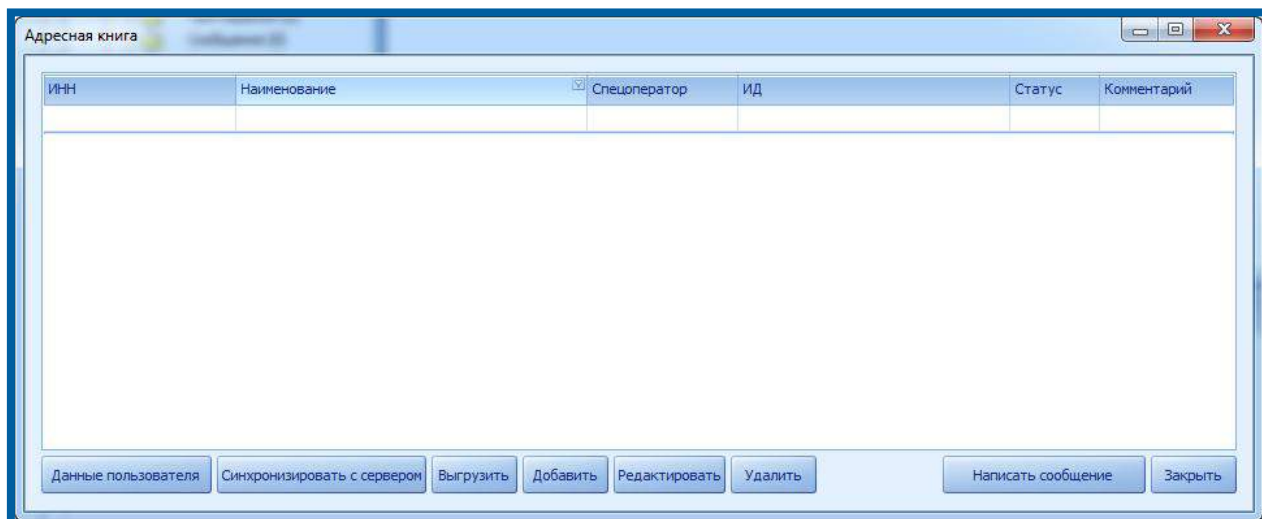 Адресная книга
ИНН Наименование Спецоператор ИД Статус Комментарий
Данные пользователя Синхронизировать с сервером Выгрузить Добавить Редактировать Удалить Написать сообщение Закрыть